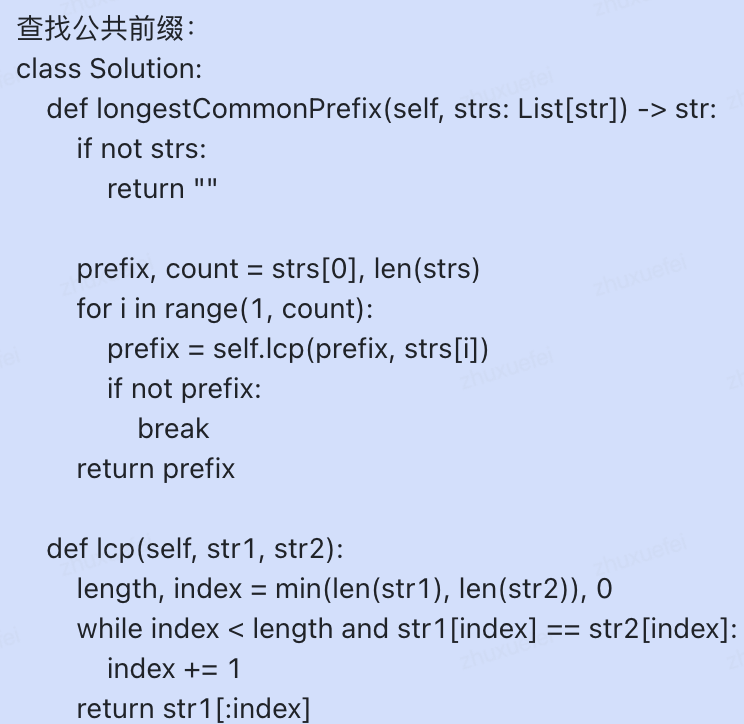 查找公共前缀：
class Solution:
    def longestCommonPrefix(self, strs: List[str]) -> str:
        if not strs:
            return ""

        prefix, count = strs[0], len(strs)
        for i in range(1, count):
            prefix = self.lcp(prefix, strs[i])
            if not prefix:
                break
        return prefix

    def lcp(self, str1, str2):
        length, index = min(len(str1), len(str2)), 0
        while index < length and str1[index] == str2[index]:
            index += 1
        return str1[:index]
zhuxuefei